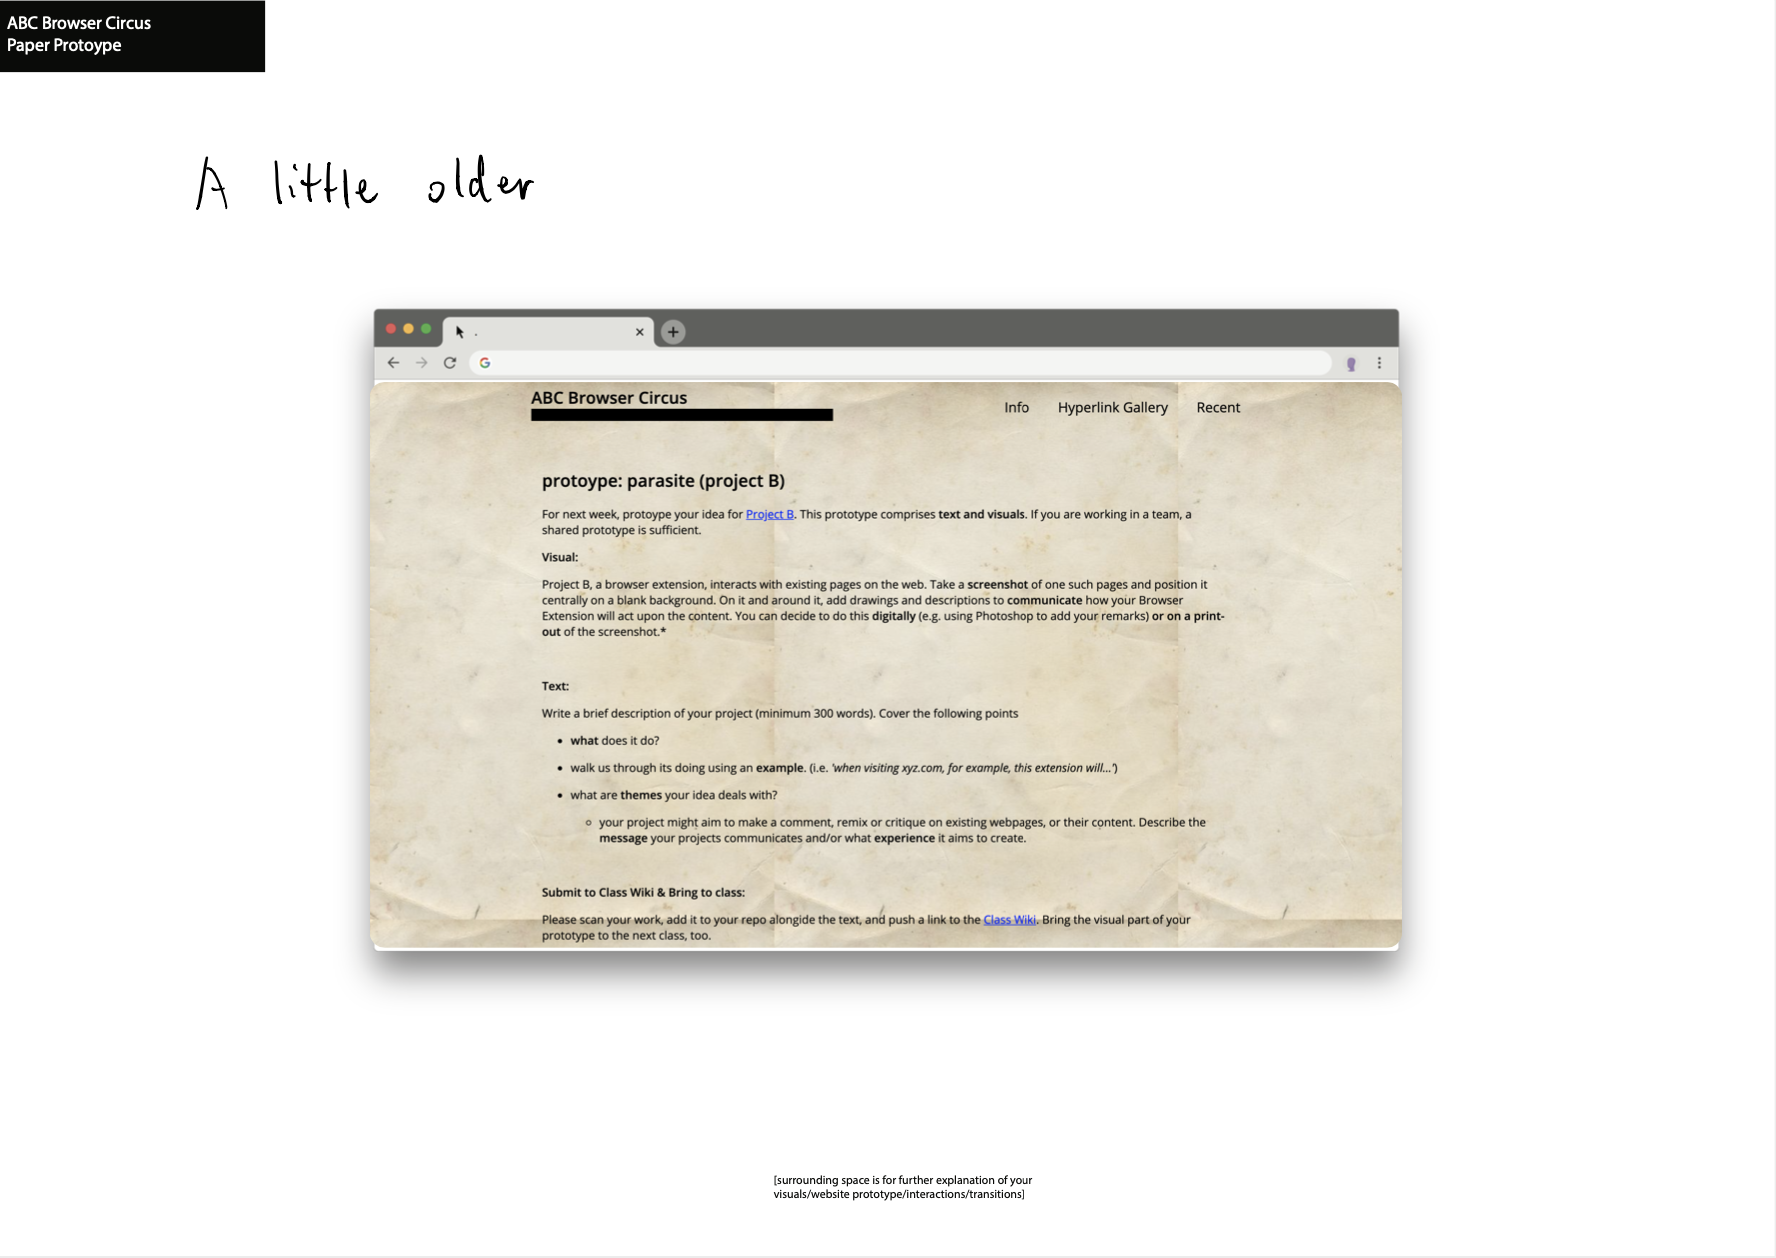 ABC Browser Circus
Paper Protoype
A little older
.
ABC Browser Circus
Info Hyperlink Gallery Recent
protoype: parasite (project B)
For next week, protoype your idea for Project B. This prototype comprises text and visuals. If you are working in a team, a
shared prototype is sufficient.
Visual:
Project B, a browser extension, interacts with existing pages on the web. Take a screenshot of one such pages and position it
centrally on a blank background. On it and around it, add drawings and descriptions to communicate how your Browser
Extension will act upon the content. You can decide to do this digitally (e.g. using Photoshop to add your remarks) or on a print-
out of the screenshot.*
Text:
Write a brief description of your project (minimum 300 words). Cover the following points
• what does it do?
• walk us through its doing using an example. (i.e. 'when visiting xyz.com, for example, this extension will...')
• what are themes your idea deals with?
◦ your project might aim to make a comment, remix or critique on existing webpages, or their content. Describe the
message your projects communicates and/or what experience it aims to create.
Submit to Class Wiki & Bring to class:
Please scan your work, add it to your repo alongide the text, and push a link to the Class Wiki. Bring the visual part of your
prototype to the next class, too.
[surrounding space is for further explanation of your
visuals/website prototype/interactions/transitions]